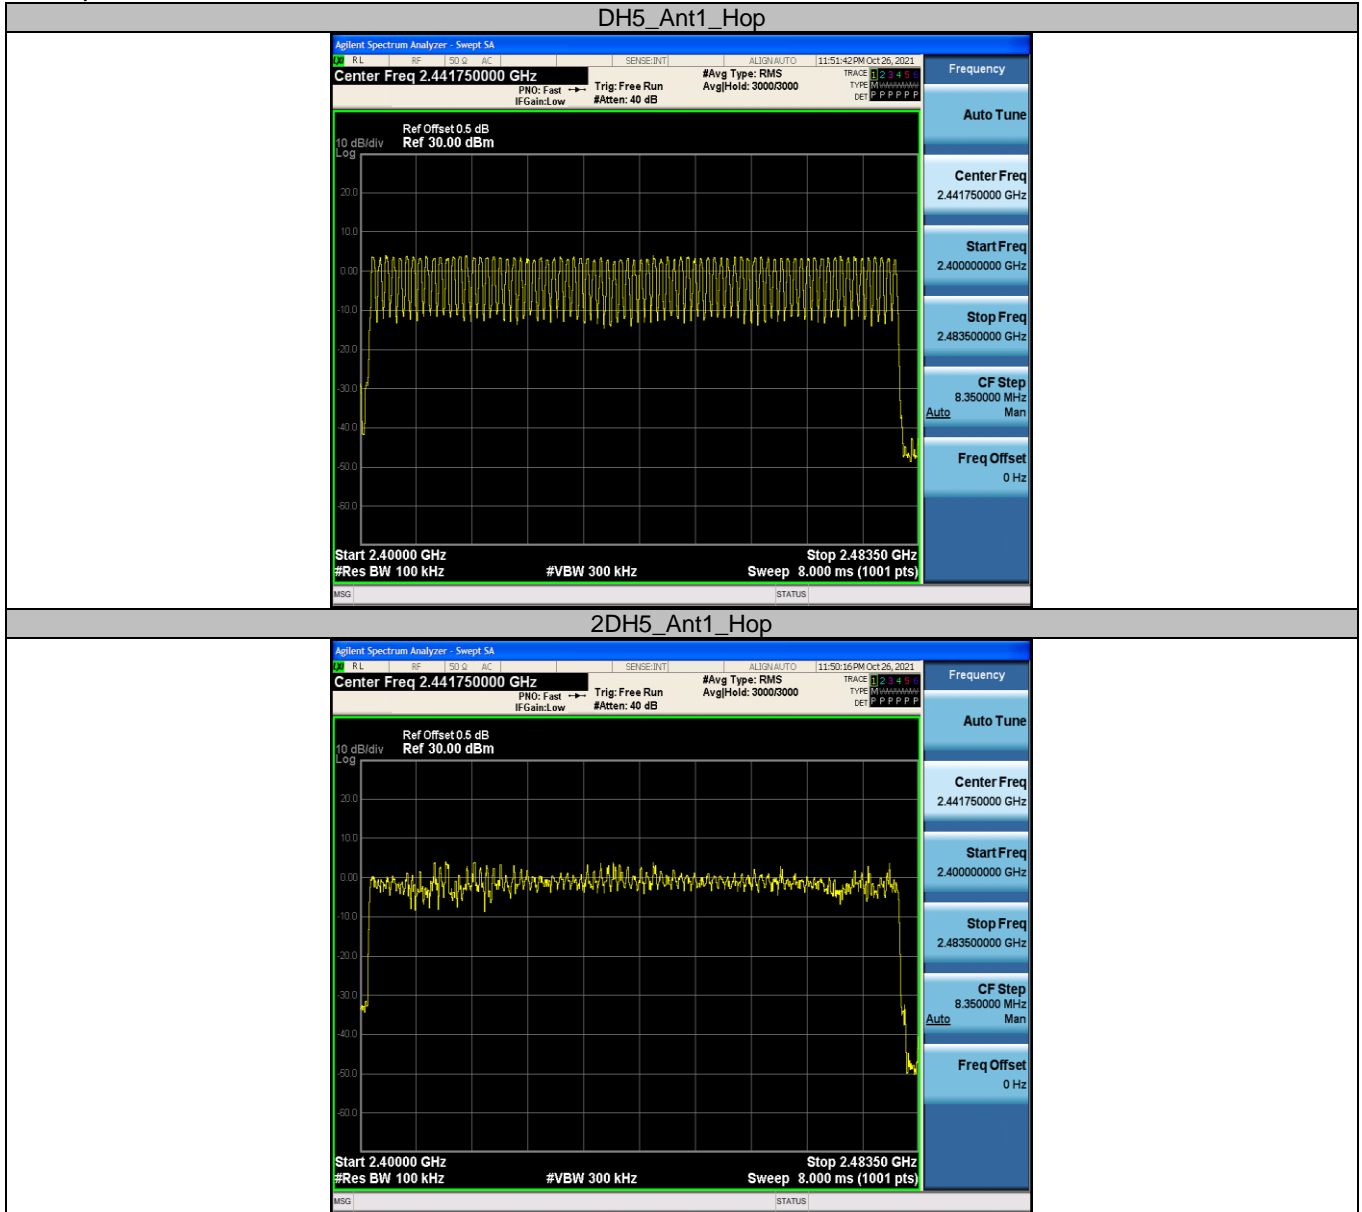 DH5_Ant1_Hop
Agilent Spectrum Analyzer - Swept SA
RL RF 50 Ω AC SENSE:INT ALIGNAUTO 11:51:42 PM Oct 26, 2021
Center Freq 2.441750000 GHz
PNO: Fast
IFGain:Low
Trig: Free Run
#Atten: 40 dB
#Avg Type: RMS
Avg|Hold: 3000/3000
TRACE 1 2 3 4 5 6
TYPE M
DET P P P P P P
Frequency
Auto Tune
Center Freq
2.441750000 GHz
Start Freq
2.400000000 GHz
Stop Freq
2.483500000 GHz
CF Step
8.350000 MHz
Auto Man
Freq Offset
0 Hz
Ref Offset 0.5 dB
10 dB/div Ref 30.00 dBm
Log
20.0
10.0
0.00
-10.0
-20.0
-30.0
-40.0
-50.0
-60.0
Start 2.40000 GHz Stop 2.48350 GHz
#Res BW 100 kHz #VBW 300 kHz Sweep 8.000 ms (1001 pts)
MSG STATUS
2DH5_Ant1_Hop
Agilent Spectrum Analyzer - Swept SA
RL RF 50 Ω AC SENSE:INT ALIGNAUTO 11:50:16 PM Oct 26, 2021
Center Freq 2.441750000 GHz
PNO: Fast
IFGain:Low
Trig: Free Run
#Atten: 40 dB
#Avg Type: RMS
Avg|Hold: 3000/3000
TRACE 1 2 3 4 5 6
TYPE M
DET P P P P P P
Frequency
Auto Tune
Center Freq
2.441750000 GHz
Start Freq
2.400000000 GHz
Stop Freq
2.483500000 GHz
CF Step
8.350000 MHz
Auto Man
Freq Offset
0 Hz
Ref Offset 0.5 dB
10 dB/div Ref 30.00 dBm
Log
20.0
10.0
0.00
-10.0
-20.0
-30.0
-40.0
-50.0
-60.0
Start 2.40000 GHz Stop 2.48350 GHz
#Res BW 100 kHz #VBW 300 kHz Sweep 8.000 ms (1001 pts)
MSG STATUS